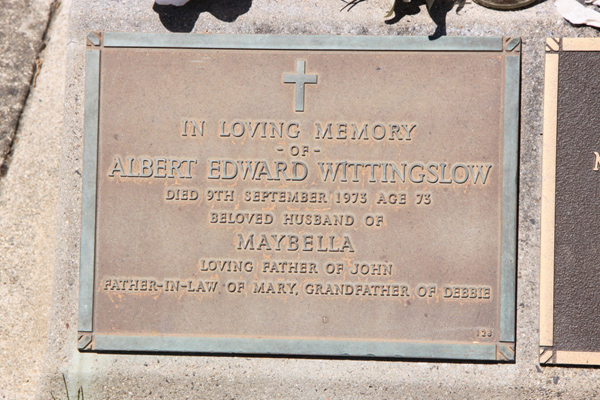 IN LOVING MEMORY
- OF -
ALBERT EDWARD WITTINGSLOW
DIED 9TH SEPTEMBER 1973 AGE 73
BELOVED HUSBAND OF
MAYBELLA
LOVING FATHER OF JOHN
FATHER-IN-LAW OF MARY, GRANDFATHER OF DEBBIE